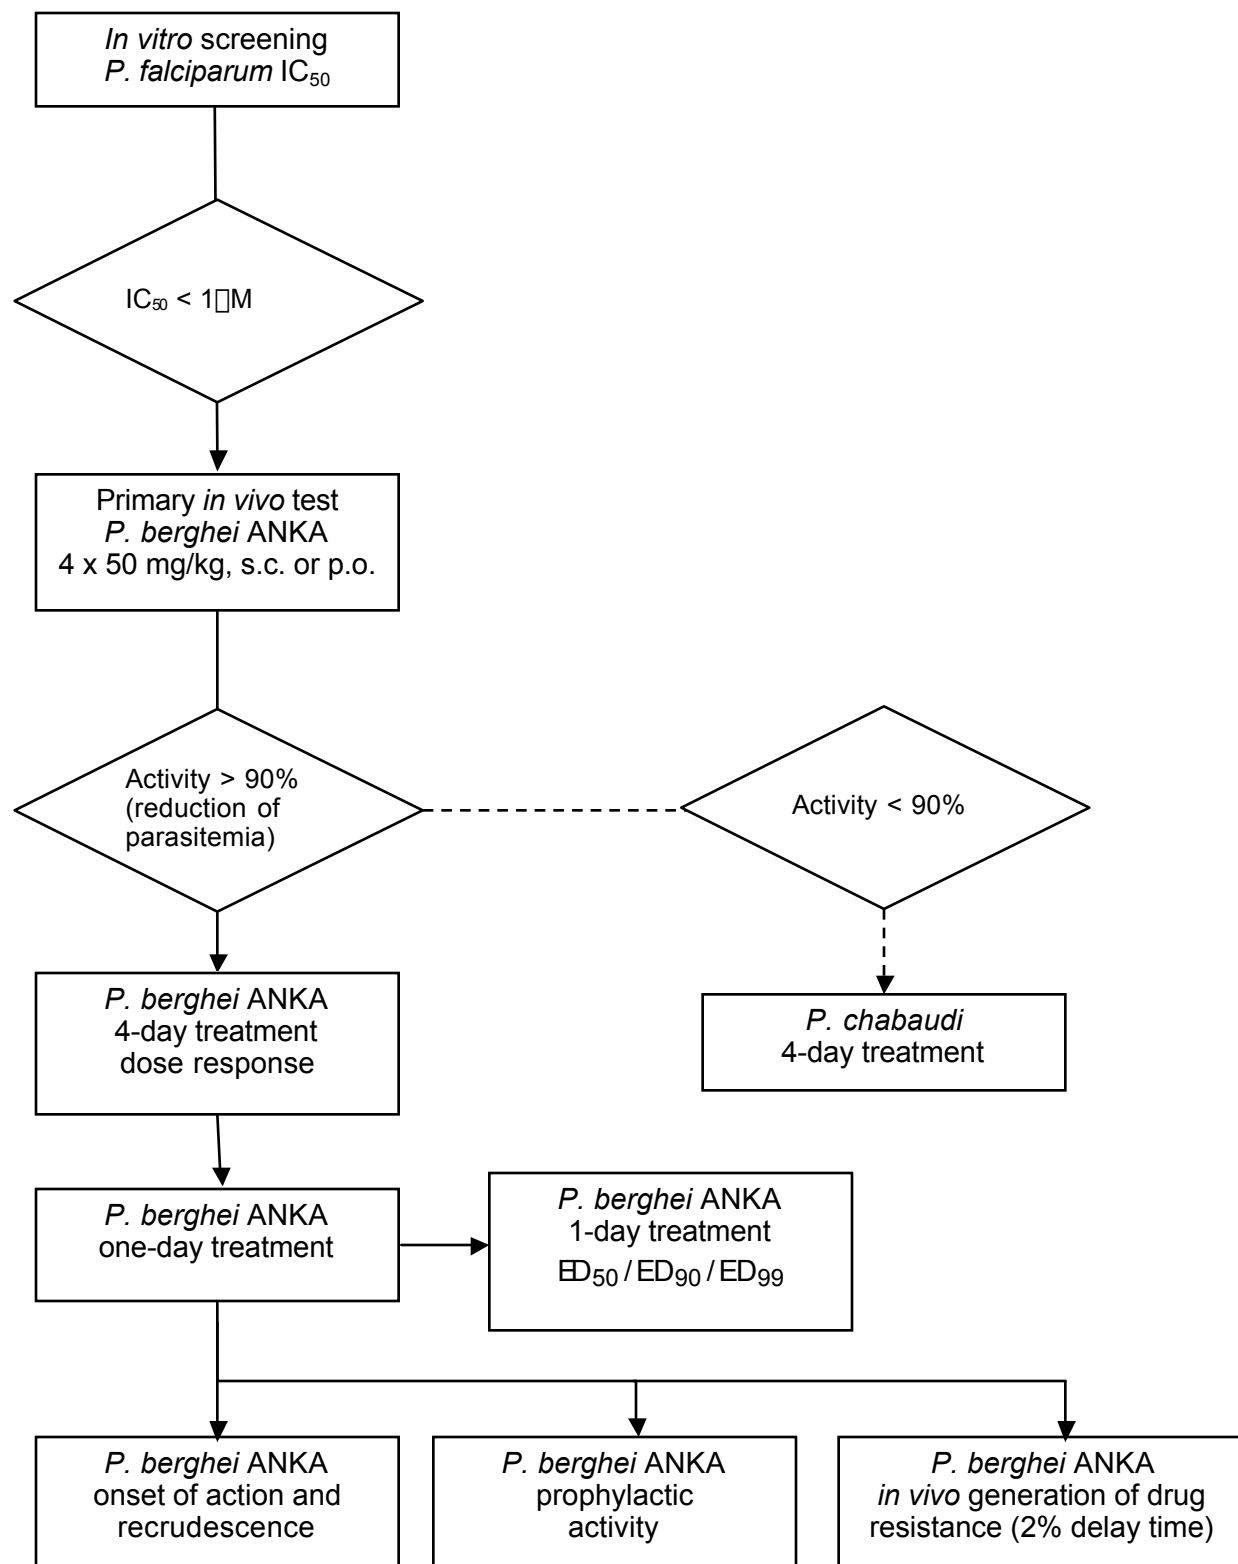 In vitro screening
P. falciparum IC₅₀
IC₅₀ < 1□M
Primary in vivo test
P. berghei ANKA
4 x 50 mg/kg, s.c. or p.o.
Activity > 90%
(reduction of
parasitemia)
Activity < 90%
P. berghei ANKA
4-day treatment
dose response
P. chabaudi
4-day treatment
P. berghei ANKA
one-day treatment
P. berghei ANKA
1-day treatment
ED₅₀ / ED₉₀ / ED₉₉
P. berghei ANKA
onset of action and
recrudescence
P. berghei ANKA
prophylactic
activity
P. berghei ANKA
in vivo generation of drug
resistance (2% delay time)